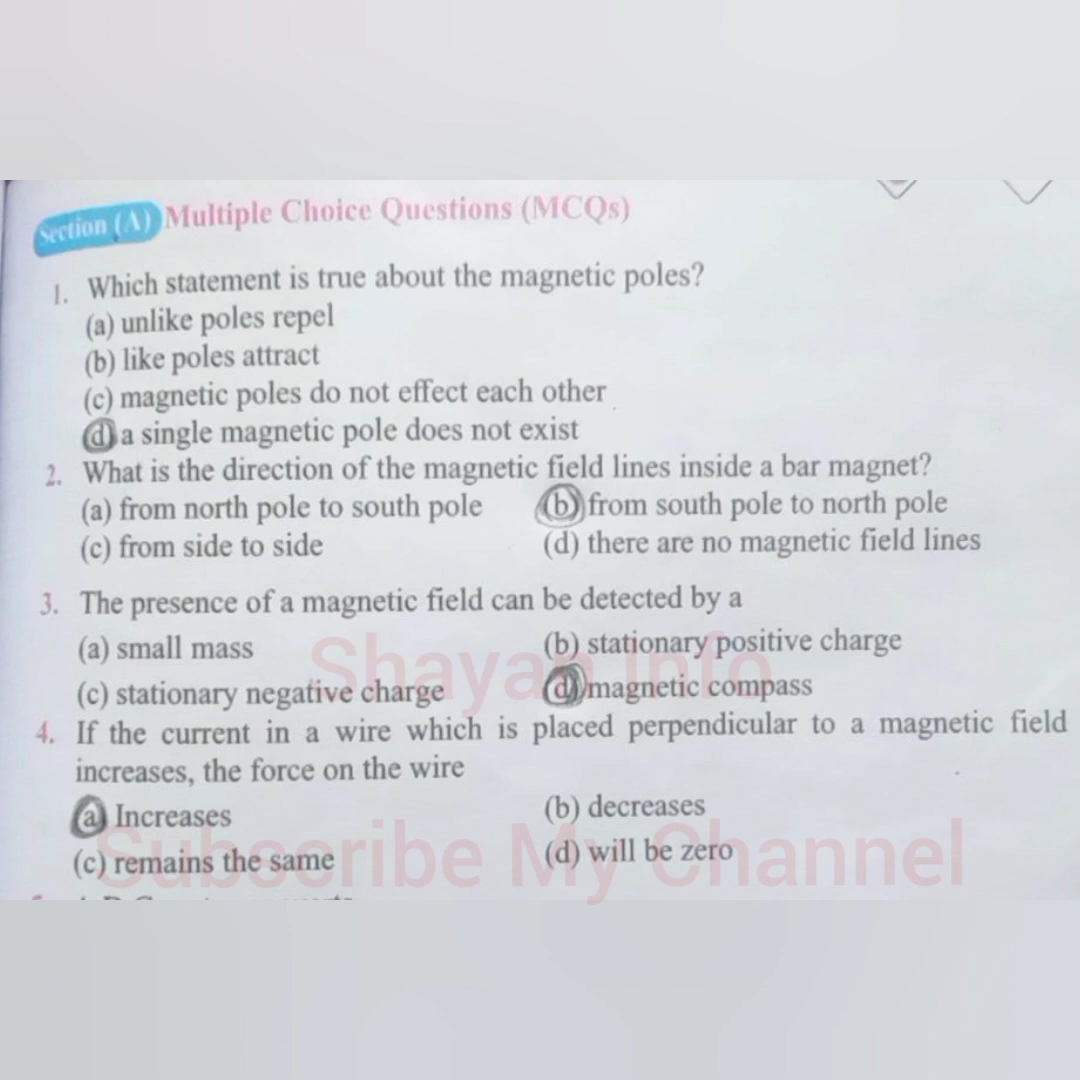 Section (A) Multiple Choice Questions (MCQs)
1. Which statement is true about the magnetic poles?
(a) unlike poles repel
(b) like poles attract
(c) magnetic poles do not effect each other
(d) a single magnetic pole does not exist
2. What is the direction of the magnetic field lines inside a bar magnet?
(a) from north pole to south pole (b) from south pole to north pole
(c) from side to side (d) there are no magnetic field lines
3. The presence of a magnetic field can be detected by a
(a) small mass (b) stationary positive charge
Shayan Info
(c) stationary negative charge (d) magnetic compass
4. If the current in a wire which is placed perpendicular to a magnetic field
increases, the force on the wire
(a) Increases (b) decreases
Subscribe My Channel
(c) remains the same (d) will be zero